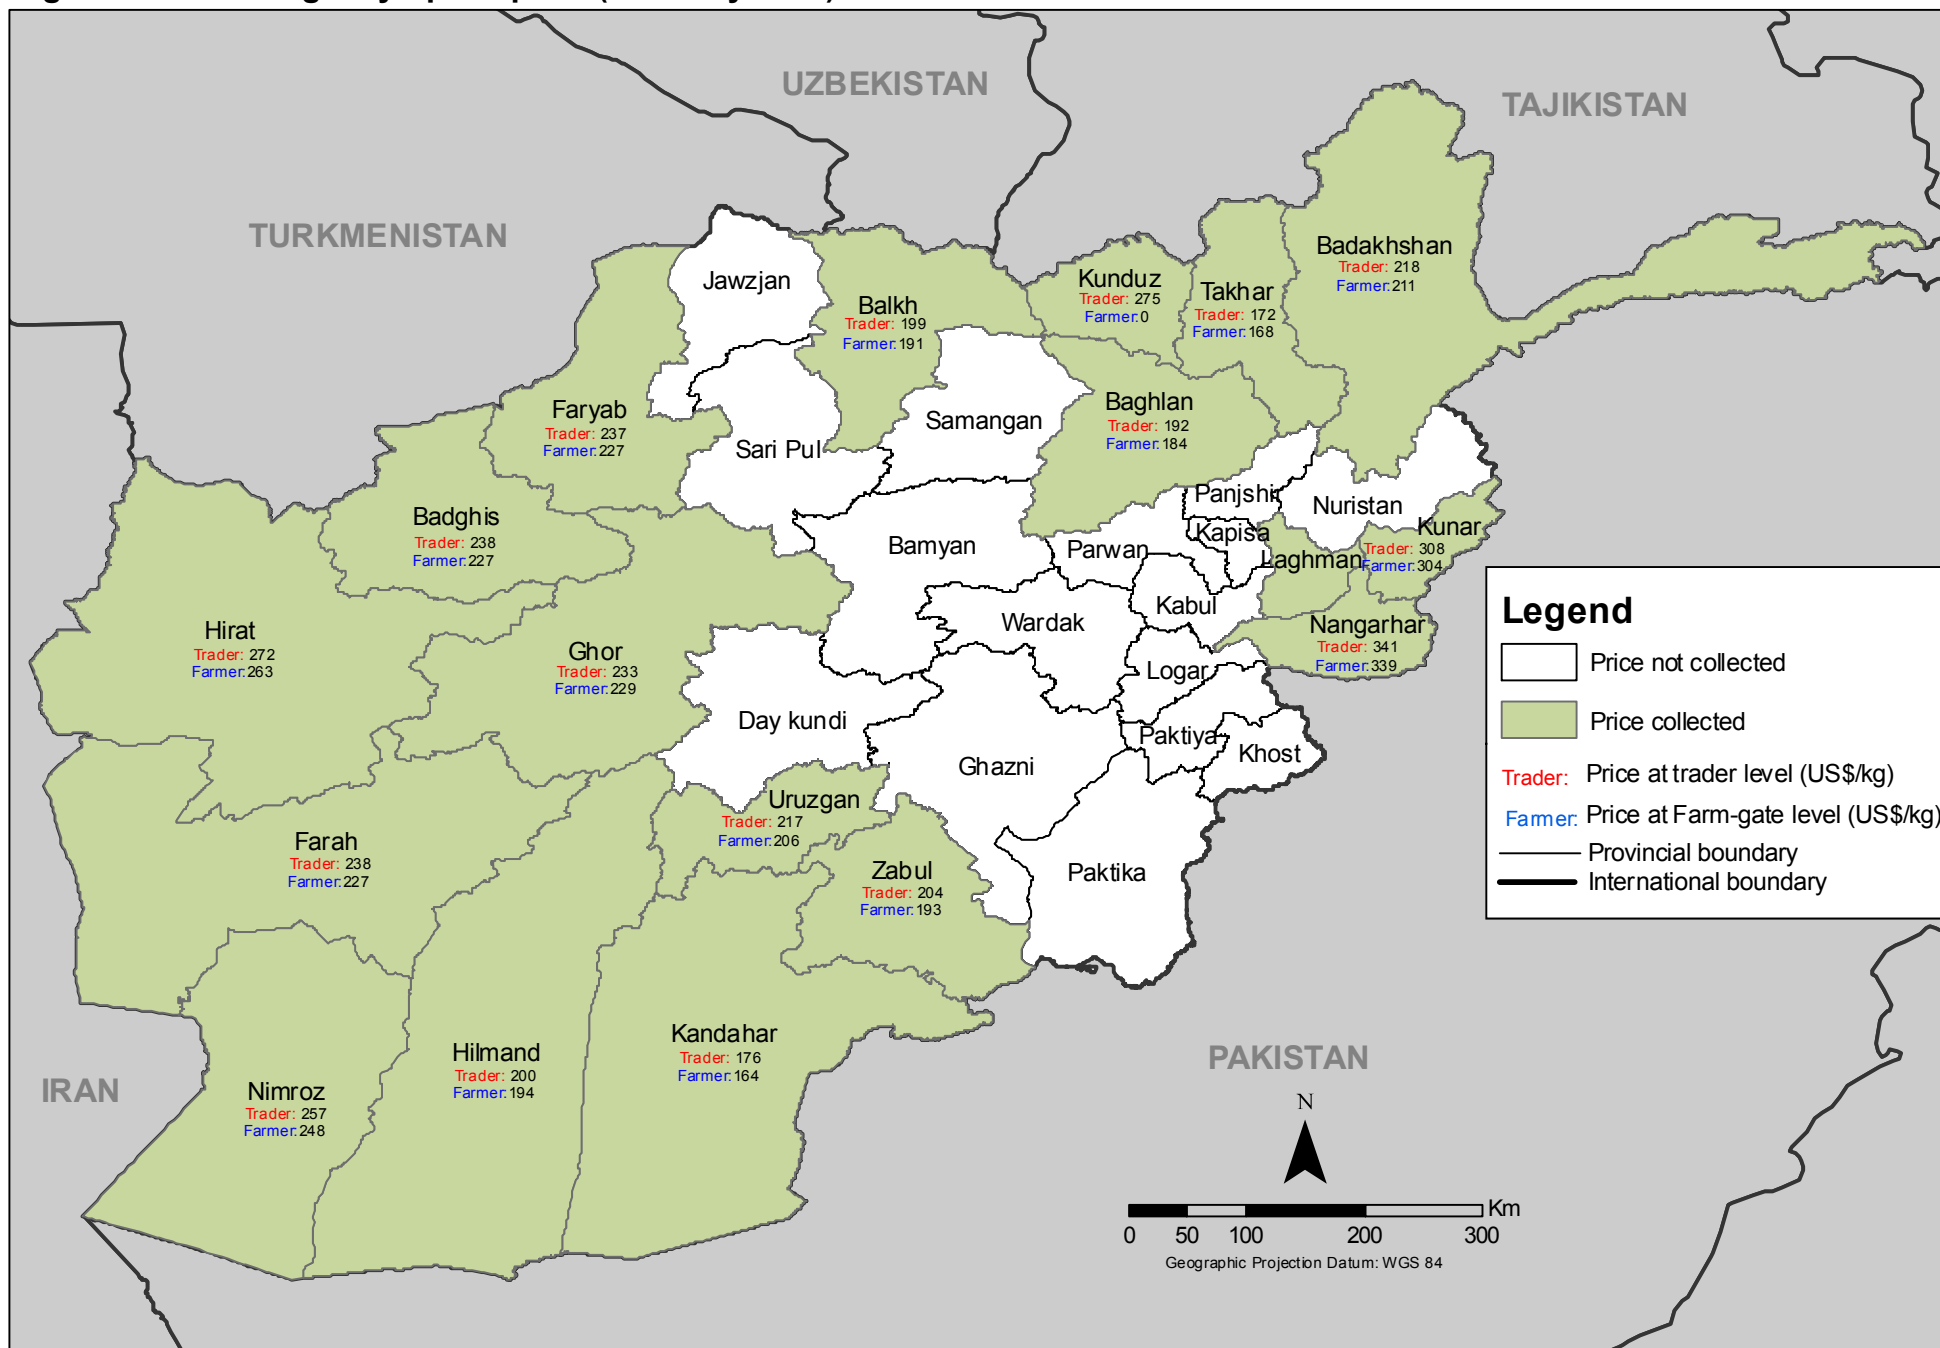 UZBEKISTAN
TAJIKISTAN
TURKMENISTAN
Jawzjan
Balkh
Trader: 199
Farmer:191
Kunduz
Trader: 275
Farmer:0
Takhar
Trader: 172
Farmer:168
Badakhshan
Trader: 218
Farmer:211
Faryab
Trader: 237
Farmer:227
Sari Pul
Samangan
Baghlan
Trader: 192
Farmer:184
Badghis
Trader: 238
Farmer:227
Panjshi
Nuristan
Kapisa
Kunar
Trader: 308
Farmer:304
Laghman
Bamyan
Parwan
Kabul
Wardak
Nangarhar
Trader: 341
Farmer:339
Hirat
Trader: 272
Farmer:263
Ghor
Trader: 233
Farmer:229
Logar
Day kundi
Paktiya
Khost
Ghazni
Uruzgan
Trader: 217
Farmer:206
Farah
Trader: 238
Farmer:227
Zabul
Trader: 204
Farmer:193
Paktika
Kandahar
Trader: 176
Farmer:164
Hilmand
Trader: 200
Farmer:194
Nimroz
Trader: 257
Farmer:248
IRAN
PAKISTAN
Legend
Price not collected
Price collected
Trader: Price at trader level (US$/kg)
Farmer: Price at Farm-gate level (US$/kg)
Provincial boundary
International boundary
N
Km
0 50 100 200 300
Geographic Projection Datum: WGS 84